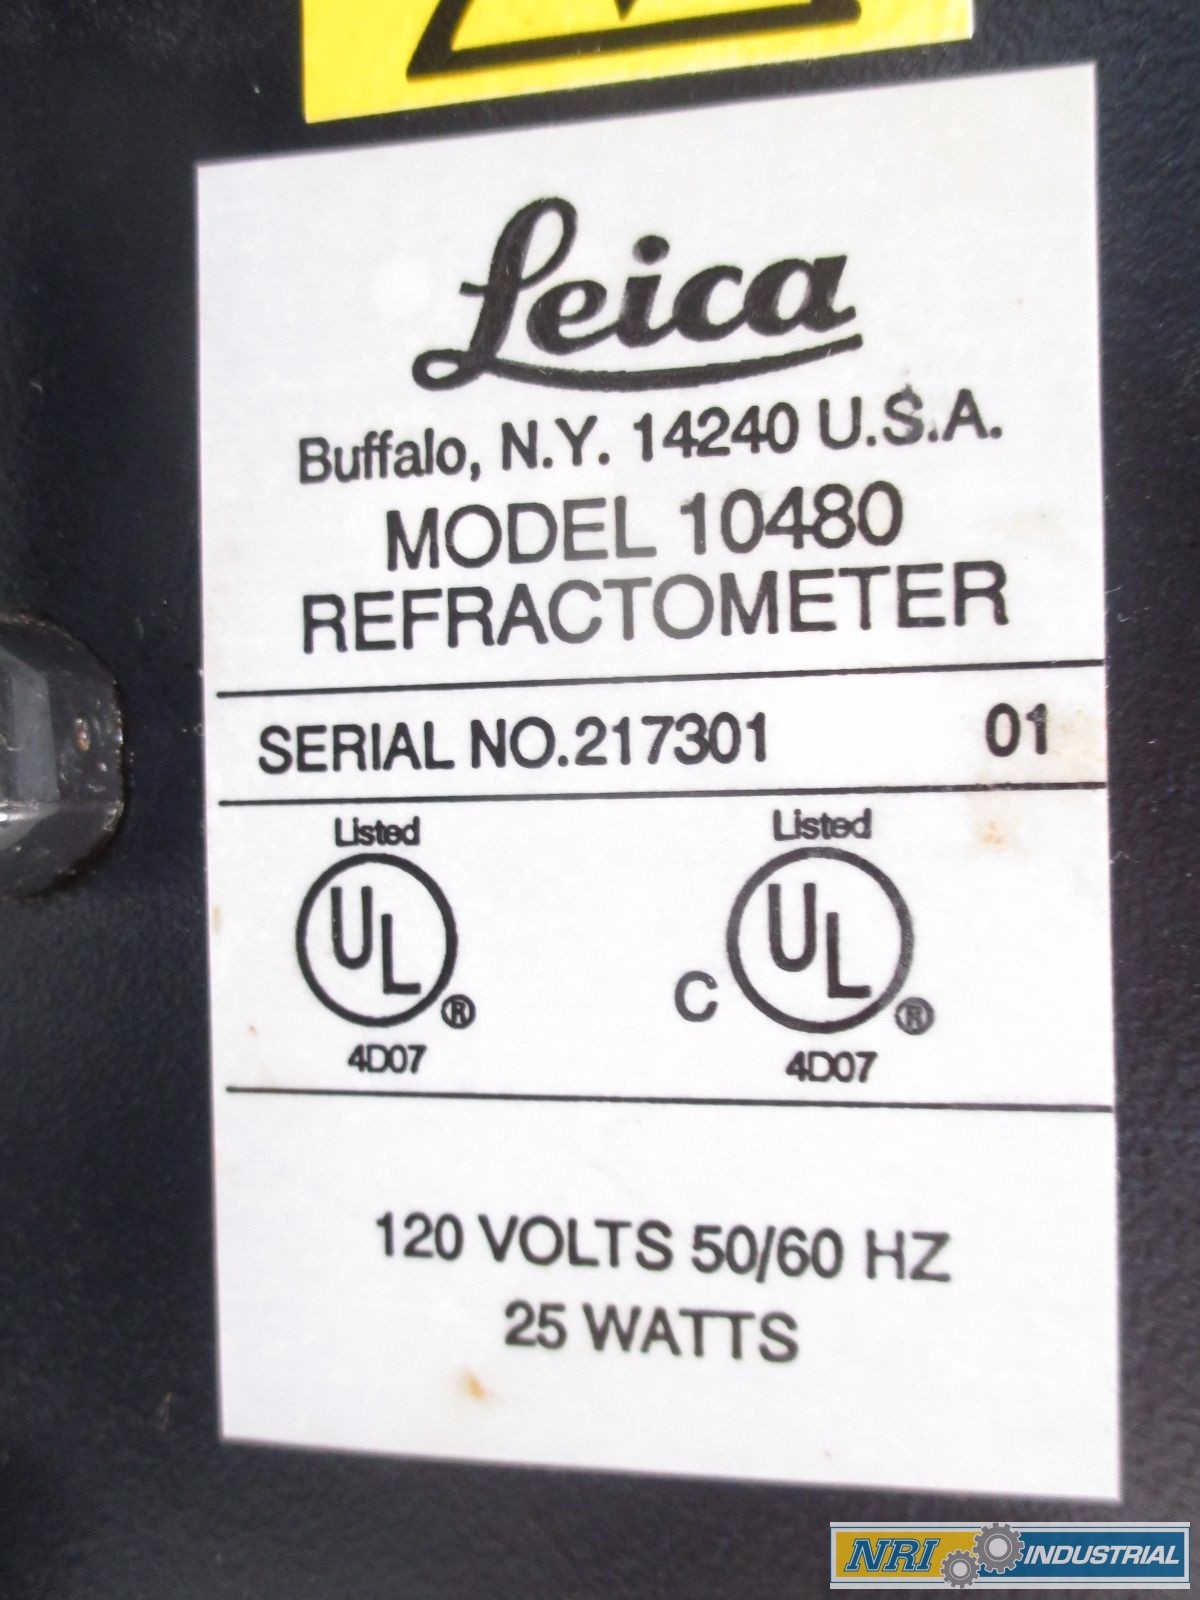 Leica
Buffalo, N.Y. 14240 U.S.A.
MODEL 10480
REFRACTOMETER
SERIAL NO.217301 01
Listed Listed
UL® C UL®
4D07 4D07
120 VOLTS 50/60 HZ
25 WATTS
NRI INDUSTRIAL